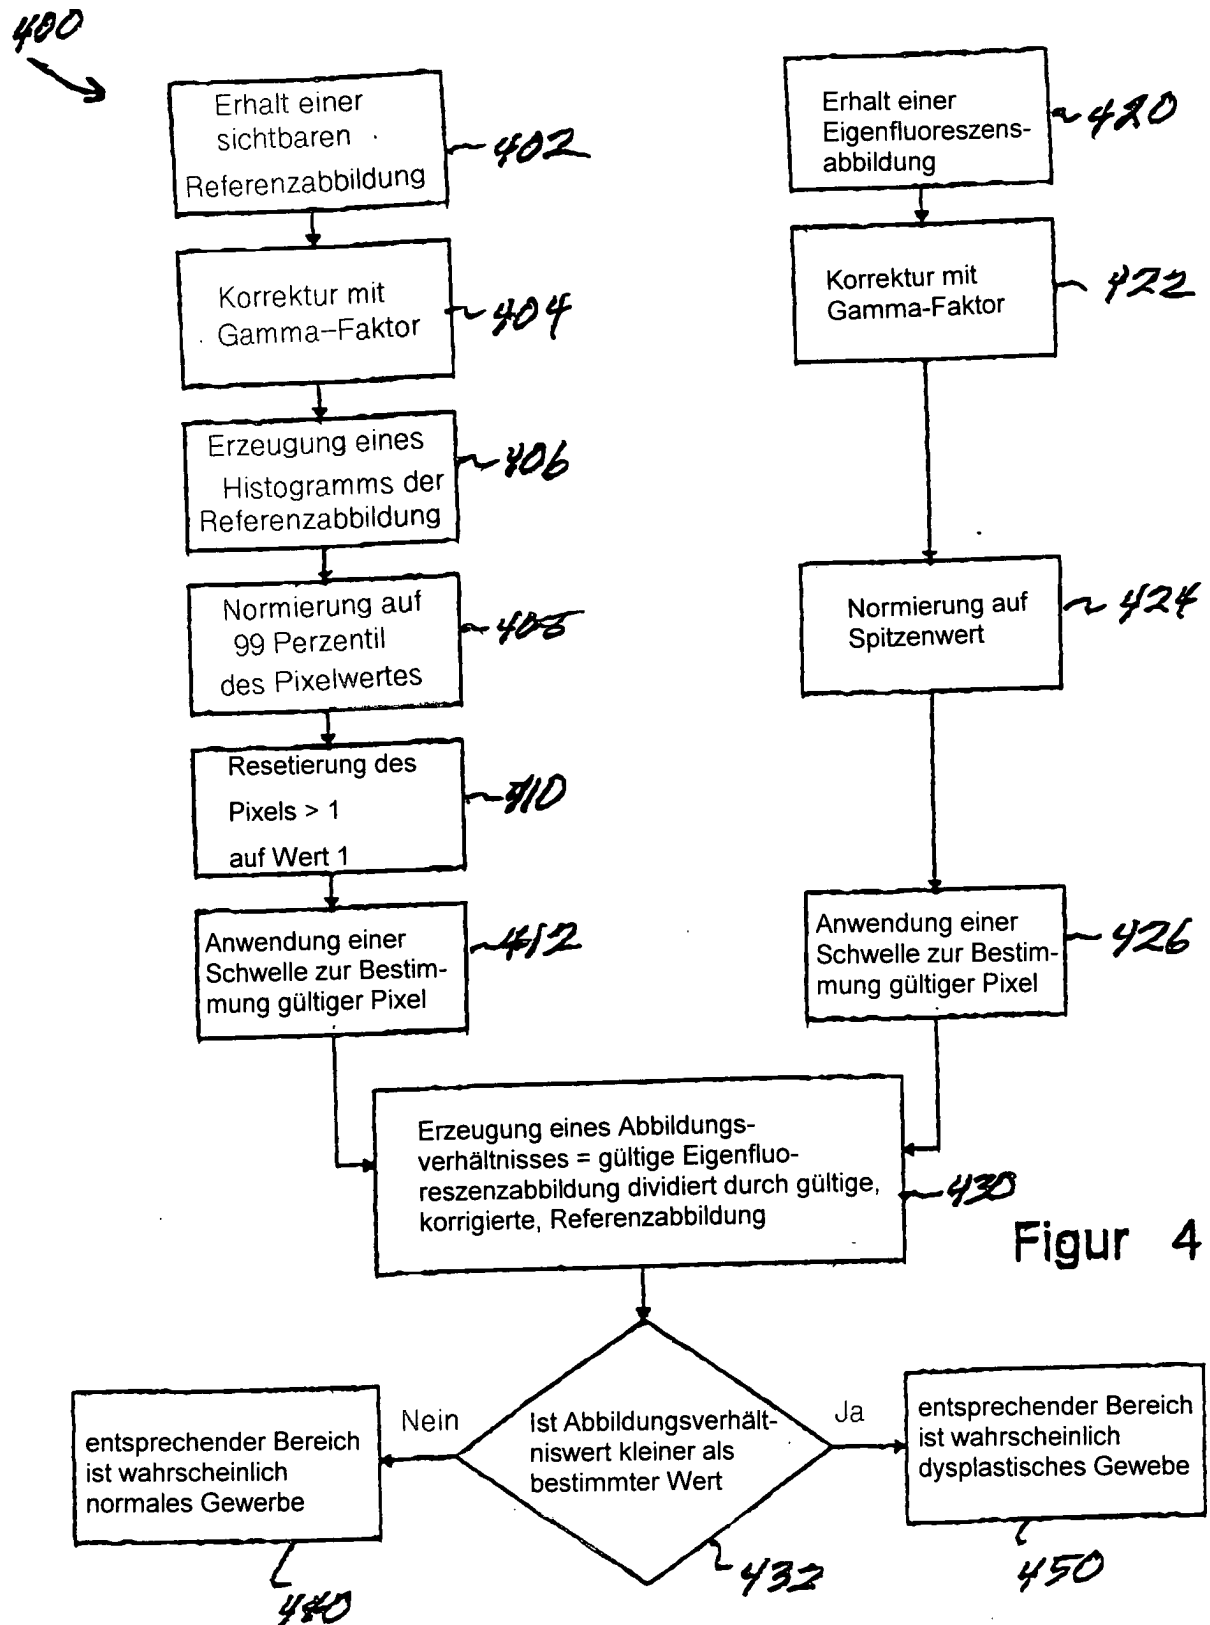 400
Erhalt einer
sichtbaren
Referenzabbildung
402
Korrektur mit
Gamma-Faktor
404
Erzeugung eines
Histogramms der
Referenzabbildung
406
Normierung auf
99 Perzentil
des Pixelwertes
408
Resetierung des
Pixels > 1
auf Wert 1
410
Anwendung einer
Schwelle zur Bestim-
mung gültiger Pixel
412
Erhalt einer
Eigenfluoreszens-
abbildung
420
Korrektur mit
Gamma-Faktor
422
Normierung auf
Spitzenwert
424
Anwendung einer
Schwelle zur Bestim-
mung gültiger Pixel
426
Erzeugung eines Abbildungs-
verhältnisses = gültige Eigenfluo-
reszenzabbildung dividiert durch gültige,
korrigierte, Referenzabbildung
430
Figur 4
Ist Abbildungsverhält-
niswert kleiner als
bestimmter Wert
432
Nein
entsprechender Bereich
ist wahrscheinlich
normales Gewerbe
440
Ja
entsprechender Bereich
ist wahrscheinlich
dysplastisches Gewebe
450